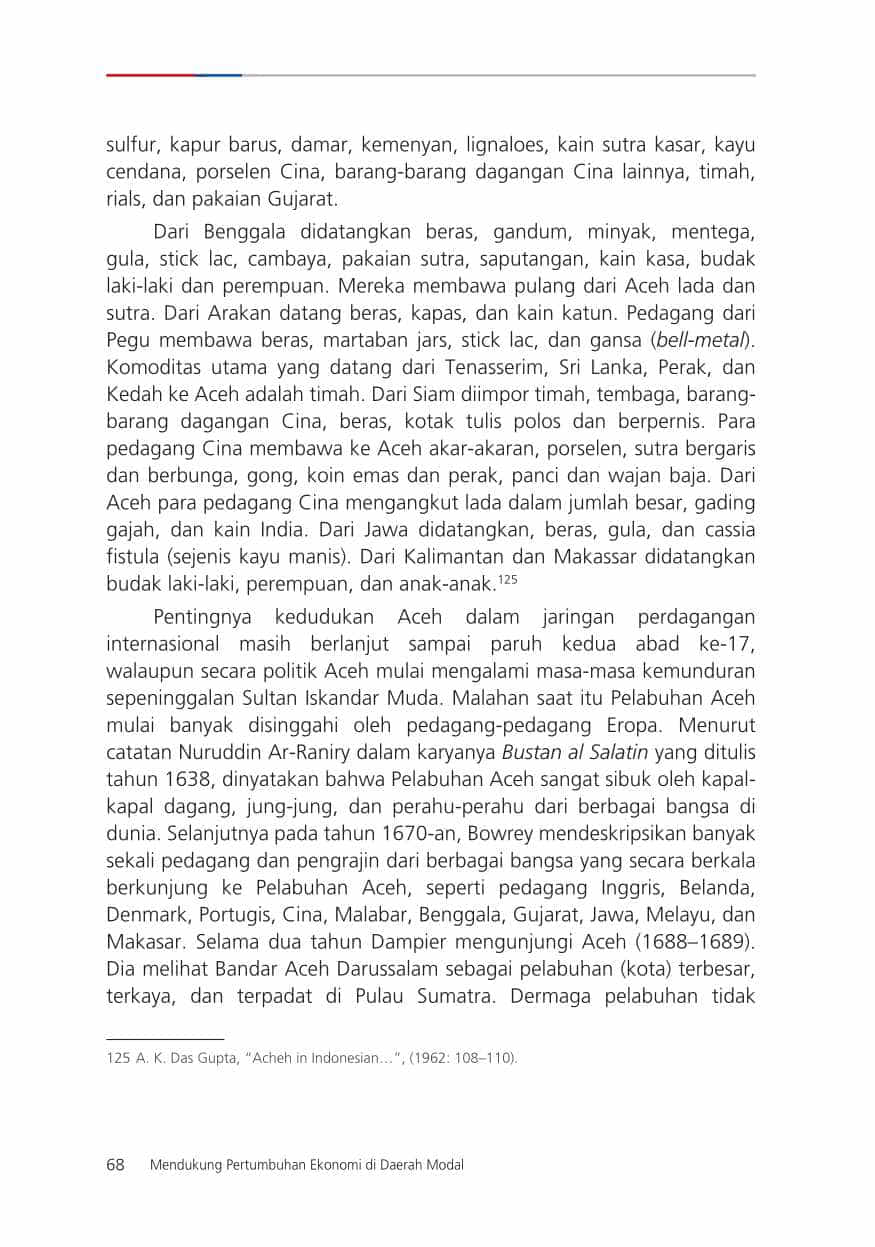 sulfur, kapur barus, damar, kemenyan, lignaloes, kain sutra kasar, kayu
cendana, porselen Cina, barang-barang dagangan Cina lainnya, timah,
rials, dan pakaian Gujarat.
Dari Benggala didatangkan beras, gandum, minyak, mentega,
gula, stick lac, cambaya, pakaian sutra, saputangan, kain kasa, budak
laki-laki dan perempuan. Mereka membawa pulang dari Aceh lada dan
sutra. Dari Arakan datang beras, kapas, dan kain katun. Pedagang dari
Pegu membawa beras, martaban jars, stick lac, dan gansa (bell-metal).
Komoditas utama yang datang dari Tenasserim, Sri Lanka, Perak, dan
Kedah ke Aceh adalah timah. Dari Siam diimpor timah, tembaga, barang-
barang dagangan Cina, beras, kotak tulis polos dan berpernis. Para
pedagang Cina membawa ke Aceh akar-akaran, porselen, sutra bergaris
dan berbunga, gong, koin emas dan perak, panci dan wajan baja. Dari
Aceh para pedagang Cina mengangkut lada dalam jumlah besar, gading
gajah, dan kain India. Dari Jawa didatangkan, beras, gula, dan cassia
fistula (sejenis kayu manis). Dari Kalimantan dan Makassar didatangkan
budak laki-laki, perempuan, dan anak-anak.125
Pentingnya kedudukan Aceh dalam jaringan perdagangan
internasional masih berlanjut sampai paruh kedua abad ke-17,
walaupun secara politik Aceh mulai mengalami masa-masa kemunduran
sepeninggalan Sultan Iskandar Muda. Malahan saat itu Pelabuhan Aceh
mulai banyak disinggahi oleh pedagang-pedagang Eropa. Menurut
catatan Nuruddin Ar-Raniry dalam karyanya Bustan al Salatin yang ditulis
tahun 1638, dinyatakan bahwa Pelabuhan Aceh sangat sibuk oleh kapal-
kapal dagang, jung-jung, dan perahu-perahu dari berbagai bangsa di
dunia. Selanjutnya pada tahun 1670-an, Bowrey mendeskripsikan banyak
sekali pedagang dan pengrajin dari berbagai bangsa yang secara berkala
berkunjung ke Pelabuhan Aceh, seperti pedagang Inggris, Belanda,
Denmark, Portugis, Cina, Malabar, Benggala, Gujarat, Jawa, Melayu, dan
Makasar. Selama dua tahun Dampier mengunjungi Aceh (1688–1689).
Dia melihat Bandar Aceh Darussalam sebagai pelabuhan (kota) terbesar,
terkaya, dan terpadat di Pulau Sumatra. Dermaga pelabuhan tidak
125 A. K. Das Gupta, “Acheh in Indonesian…”, (1962: 108–110).
68 Mendukung Pertumbuhan Ekonomi di Daerah Modal